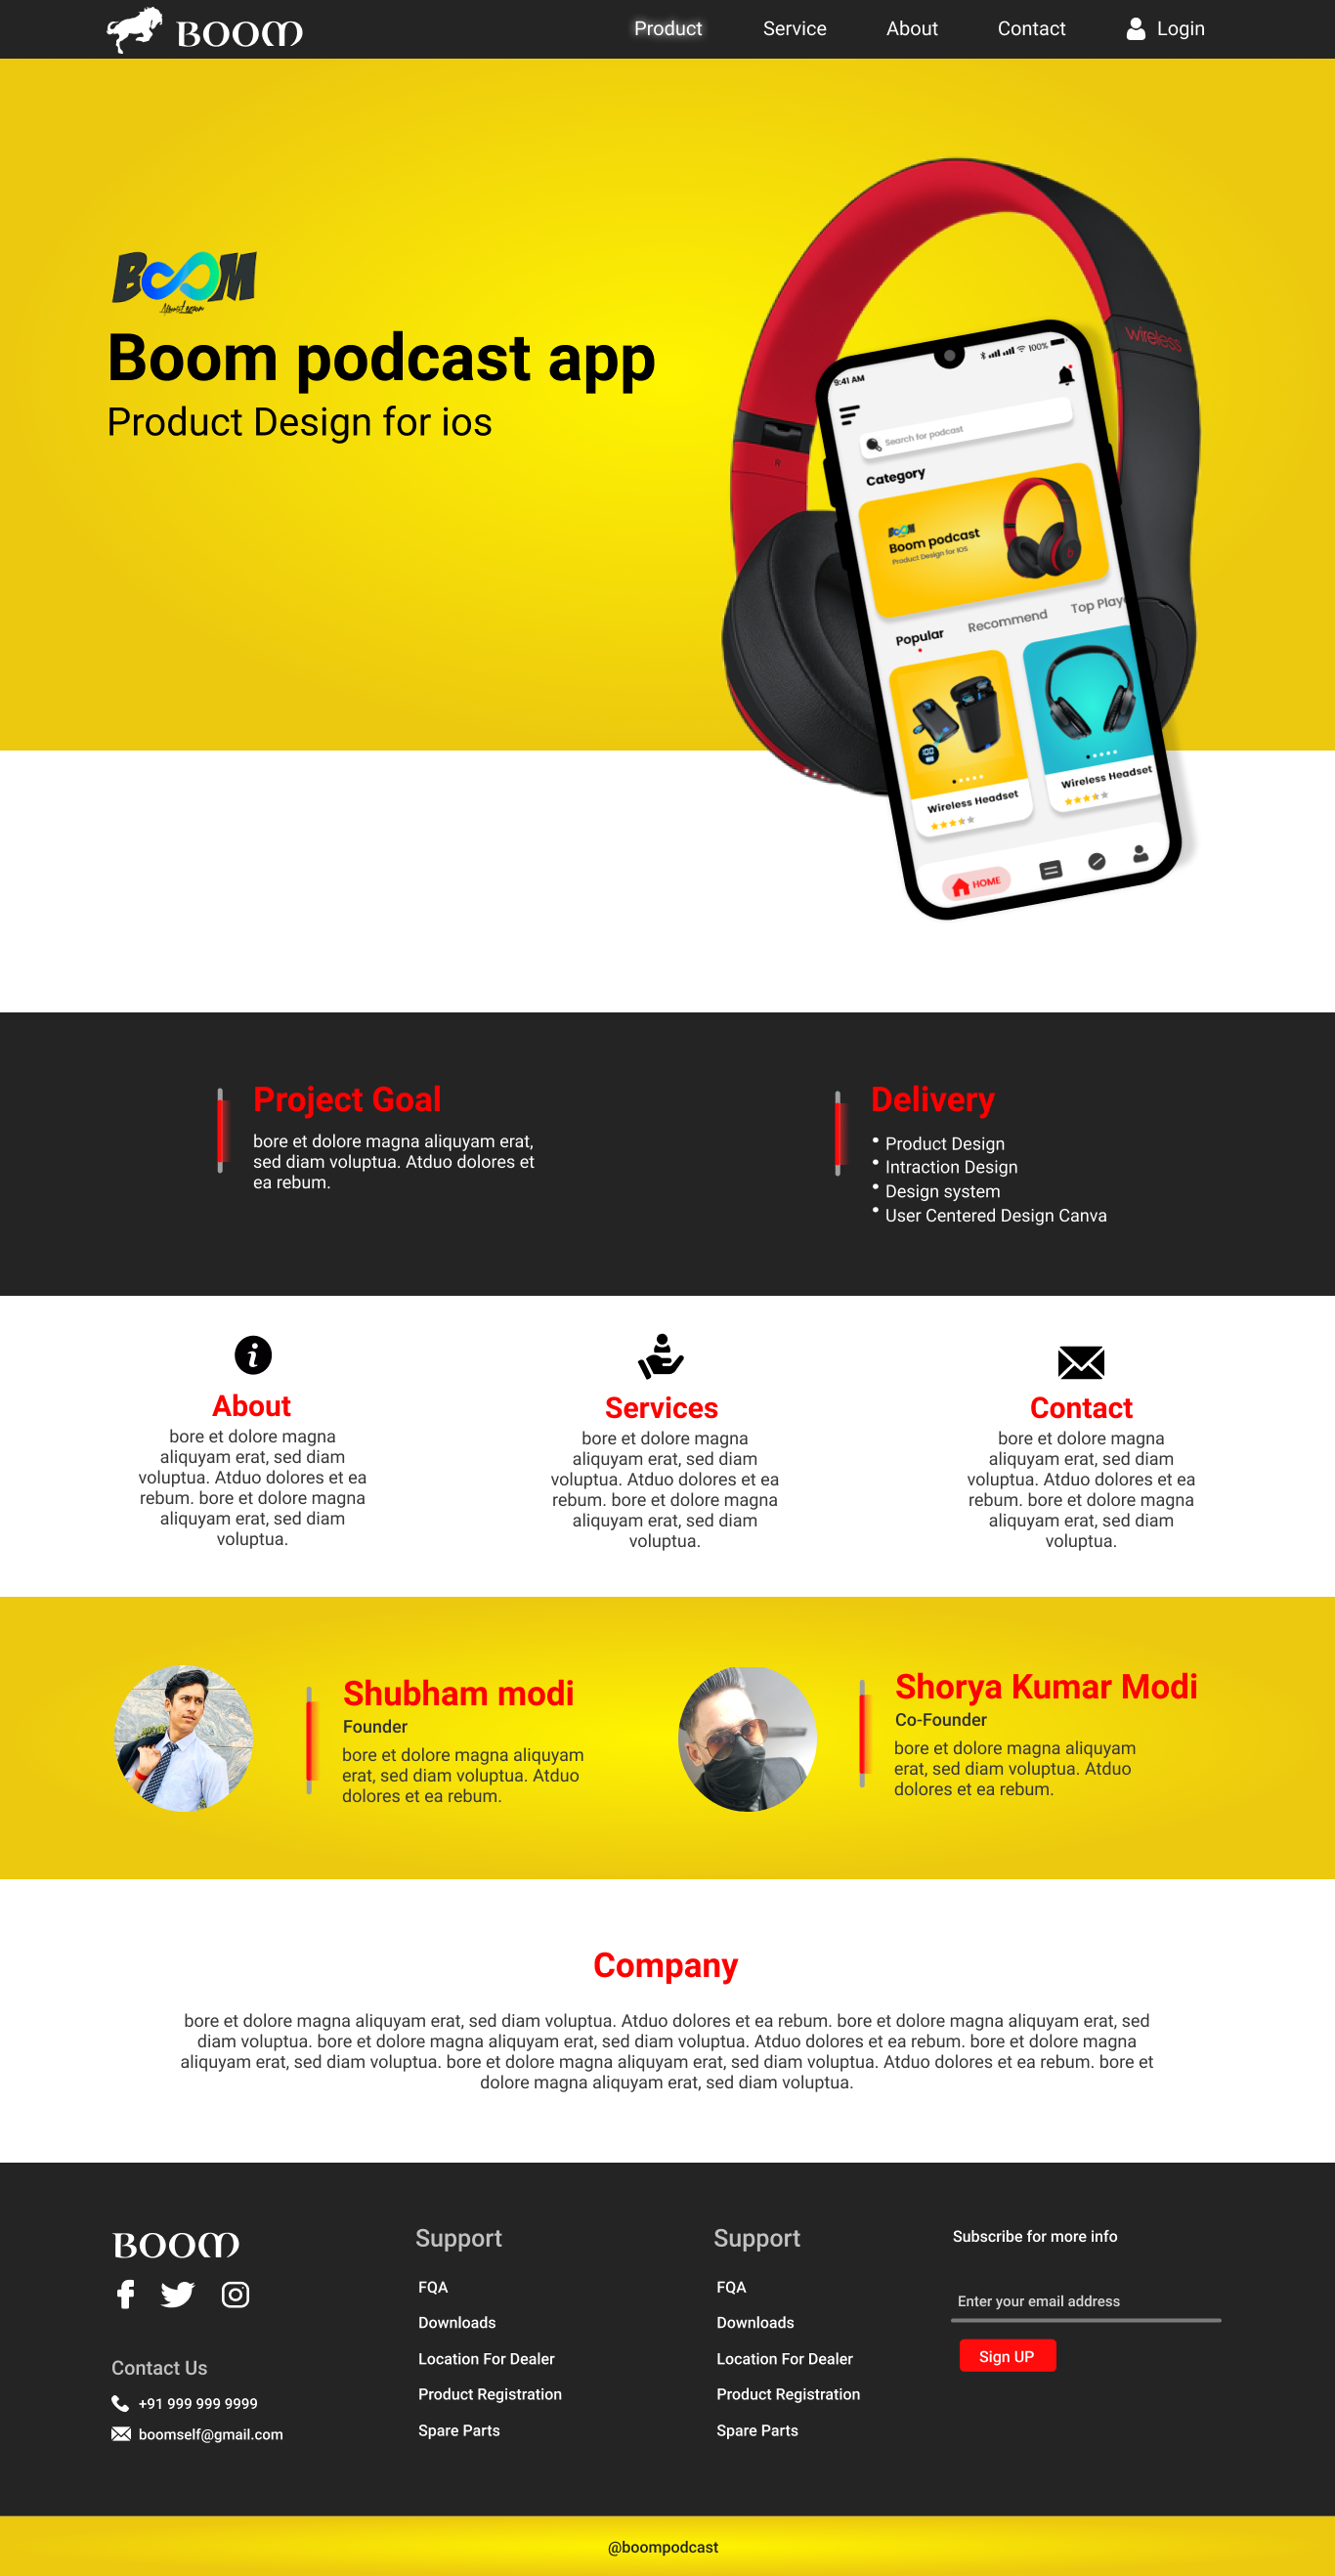 BOOM
Product
Service
About
Contact
Login
BOOM
Boom podcast app
Product Design for ios
wireless
R
9:41 AM
100%
Search for podcast
Category
BOOM
Boom podcast
Product Design for IOS
Popular
Recommend
Top Play
100
Wireless Headset
Wireless Headset
HOME
Project Goal
bore et dolore magna aliquyam erat,
sed diam voluptua. Atduo dolores et
ea rebum.
Delivery
• Product Design
• Intraction Design
• Design system
• User Centered Design Canva
About
bore et dolore magna
aliquyam erat, sed diam
voluptua. Atduo dolores et ea
rebum. bore et dolore magna
aliquyam erat, sed diam
voluptua.
Services
bore et dolore magna
aliquyam erat, sed diam
voluptua. Atduo dolores et ea
rebum. bore et dolore magna
aliquyam erat, sed diam
voluptua.
Contact
bore et dolore magna
aliquyam erat, sed diam
voluptua. Atduo dolores et ea
rebum. bore et dolore magna
aliquyam erat, sed diam
voluptua.
Shubham modi
Founder
bore et dolore magna aliquyam
erat, sed diam voluptua. Atduo
dolores et ea rebum.
Shorya Kumar Modi
Co-Founder
bore et dolore magna aliquyam
erat, sed diam voluptua. Atduo
dolores et ea rebum.
Company
bore et dolore magna aliquyam erat, sed diam voluptua. Atduo dolores et ea rebum. bore et dolore magna aliquyam erat, sed
diam voluptua. bore et dolore magna aliquyam erat, sed diam voluptua. Atduo dolores et ea rebum. bore et dolore magna
aliquyam erat, sed diam voluptua. bore et dolore magna aliquyam erat, sed diam voluptua. Atduo dolores et ea rebum. bore et
dolore magna aliquyam erat, sed diam voluptua.
BOOM
Contact Us
+91 999 999 9999
boomself@gmail.com
Support
FQA
Downloads
Location For Dealer
Product Registration
Spare Parts
Support
FQA
Downloads
Location For Dealer
Product Registration
Spare Parts
Subscribe for more info
Enter your email address
Sign UP
@boompodcast